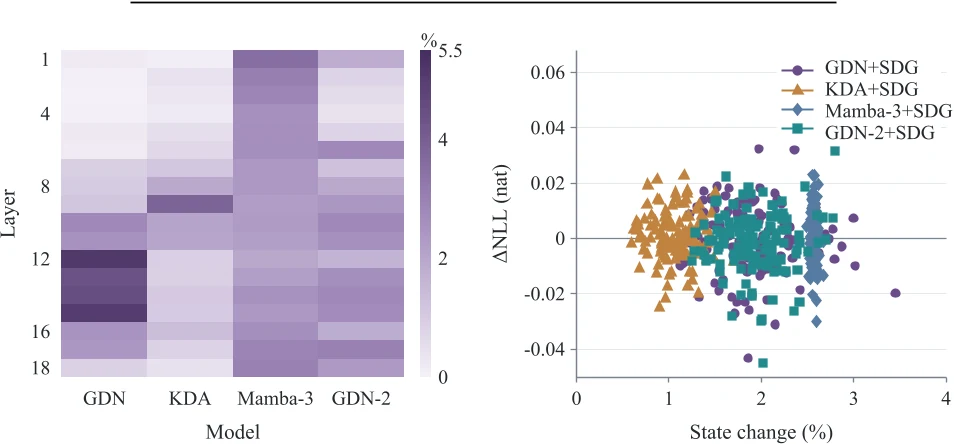 %
5.5
4
2
0
1
4
8
12
16
18
Layer
GDN KDA Mamba-3 GDN-2
Model
GDN+SDG
KDA+SDG
Mamba-3+SDG
GDN-2+SDG
0.06
0.04
0.02
0
-0.02
-0.04
ΔNLL (nat)
0 1 2 3 4
State change (%)